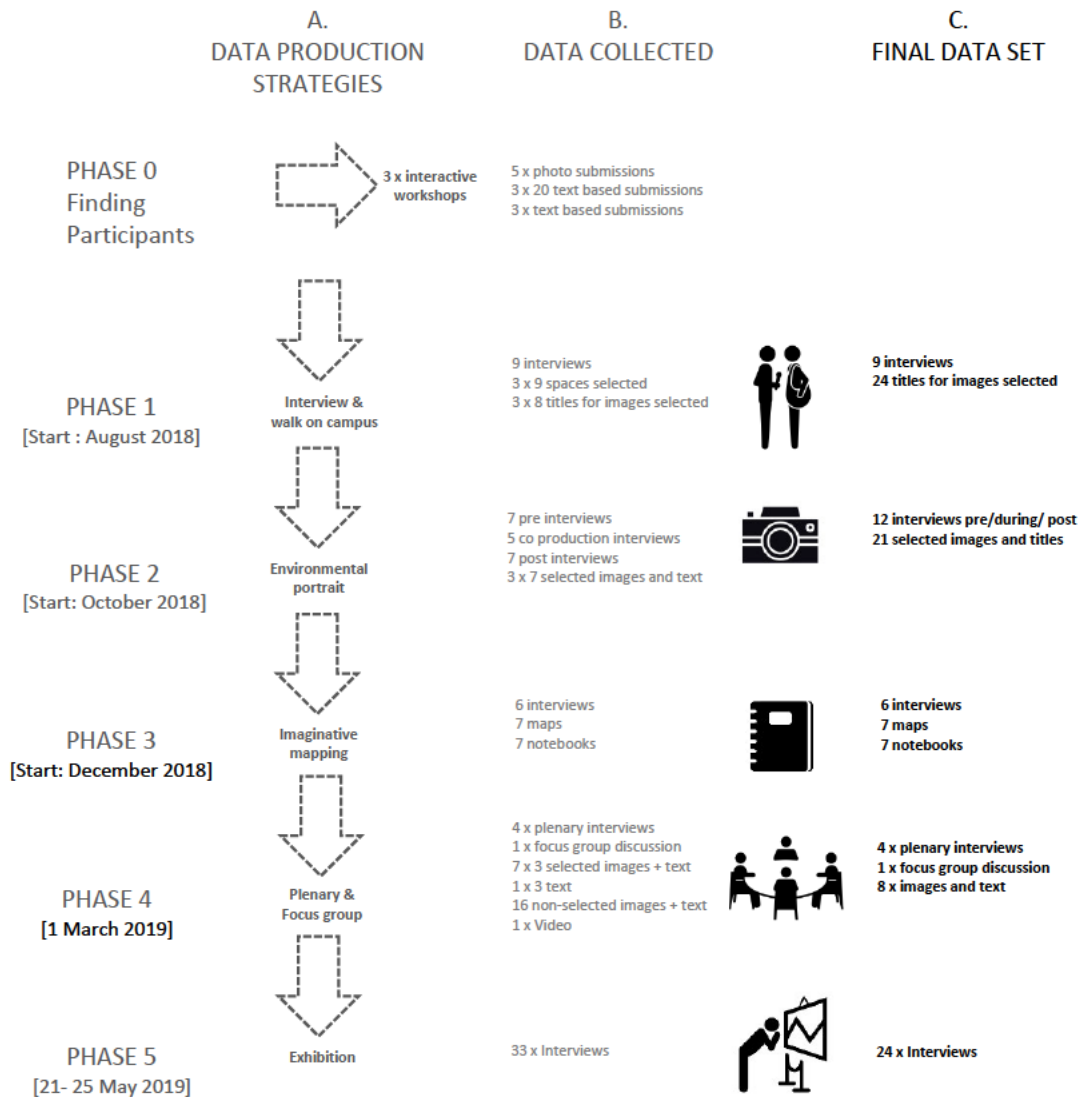 A.
DATA PRODUCTION
STRATEGIES
B.
DATA COLLECTED
C.
FINAL DATA SET
PHASE 0
Finding
Participants
3 x interactive
workshops
5 x photo submissions
3 x 20 text based submissions
3 x text based submissions
PHASE 1
[Start : August 2018]
Interview &
walk on campus
9 interviews
3 x 9 spaces selected
3 x 8 titles for images selected
9 interviews
24 titles for images selected
PHASE 2
[Start: October 2018]
Environmental
portrait
7 pre interviews
5 co production interviews
7 post interviews
3 x 7 selected images and text
12 interviews pre/during/ post
21 selected images and titles
PHASE 3
[Start: December 2018]
Imaginative
mapping
6 interviews
7 maps
7 notebooks
6 interviews
7 maps
7 notebooks
PHASE 4
[1 March 2019]
Plenary &
Focus group
4 x plenary interviews
1 x focus group discussion
7 x 3 selected images + text
1 x 3 text
16 non-selected images + text
1 x Video
4 x plenary interviews
1 x focus group discussion
8 x images and text
PHASE 5
[21- 25 May 2019]
Exhibition
33 x Interviews
24 x Interviews